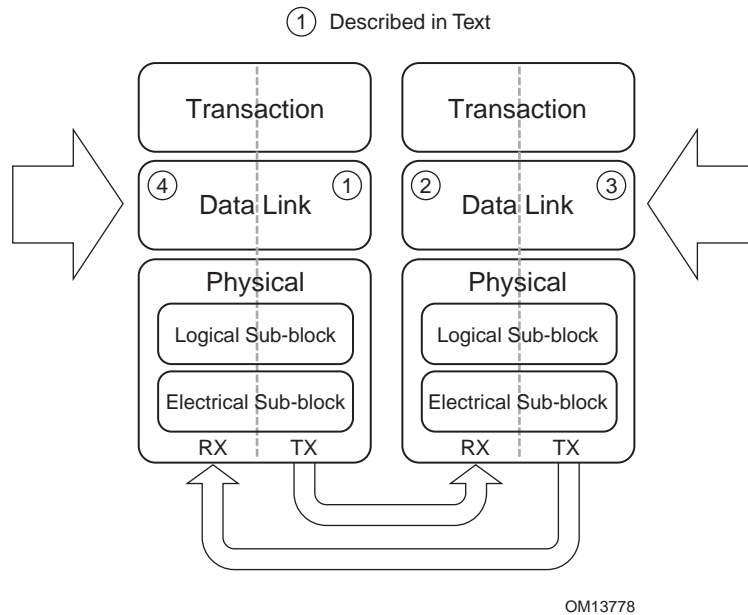 ① Described in Text
Transaction
Transaction
④
①
Data Link
②
③
Data Link
Physical
Physical
Logical Sub-block
Logical Sub-block
Electrical Sub-block
Electrical Sub-block
RX TX
RX TX
OM13778